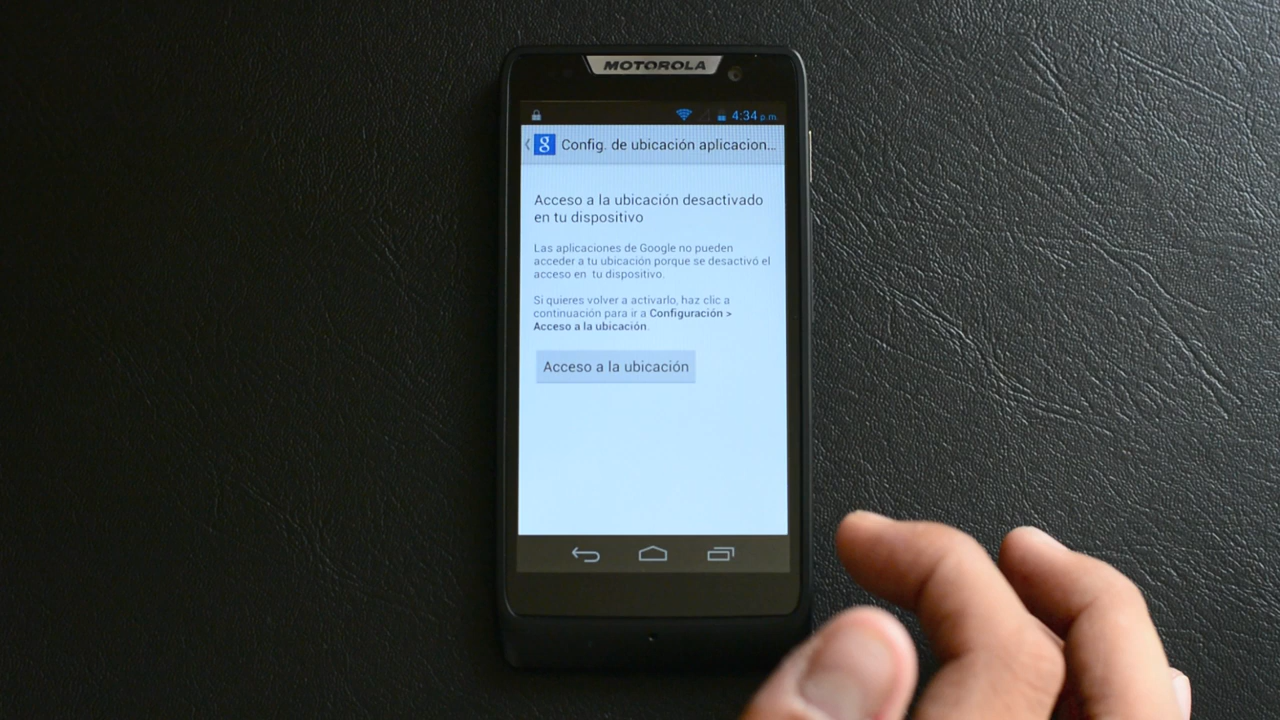 MOTOROLA
4:34 p.m.
g Config. de ubicación aplicacion...
Acceso a la ubicación desactivado
en tu dispositivo
Las aplicaciones de Google no pueden
acceder a tu ubicación porque se desactivó el
acceso en tu dispositivo.
Si quieres volver a activarlo, haz clic a
continuación para ir a Configuración >
Acceso a la ubicación.
Acceso a la ubicación